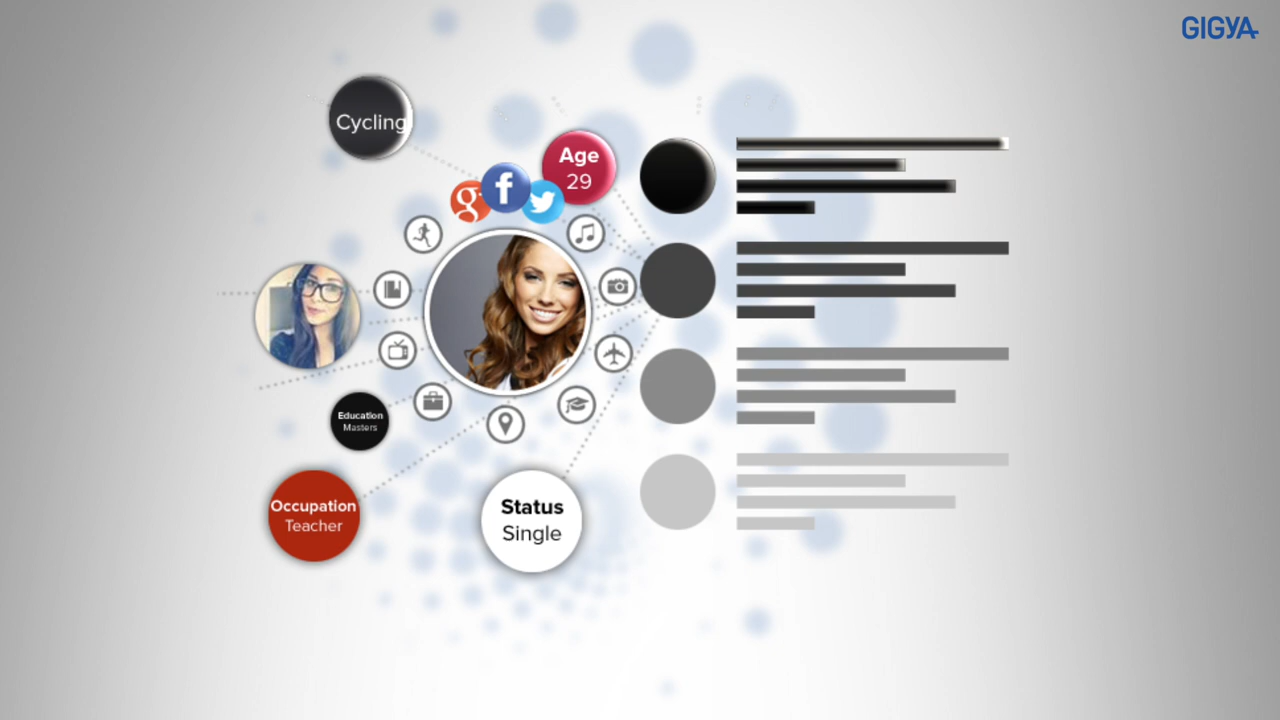 GIGYA
Cycling
Age
29
g+
f
Education
Masters
Occupation
Teacher
Status
Single